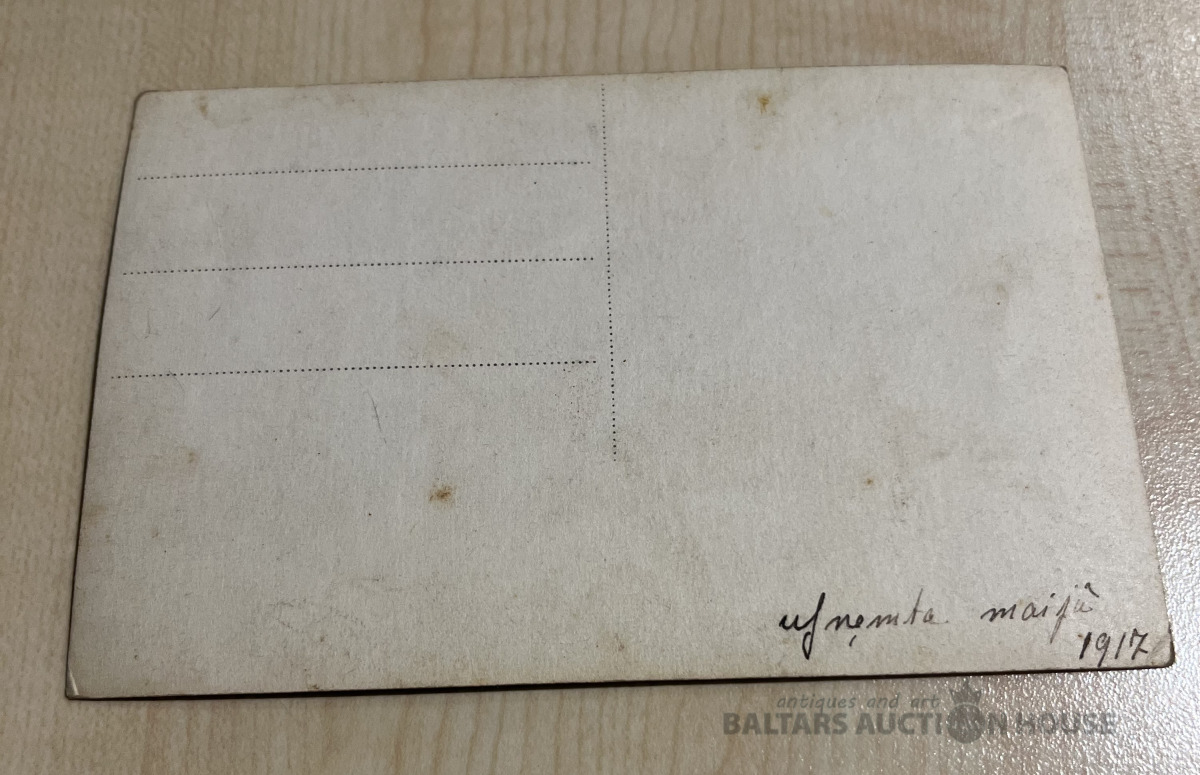 uſņemta maijā
1917
antiques and art
BALTARS AUCTION HOUSE